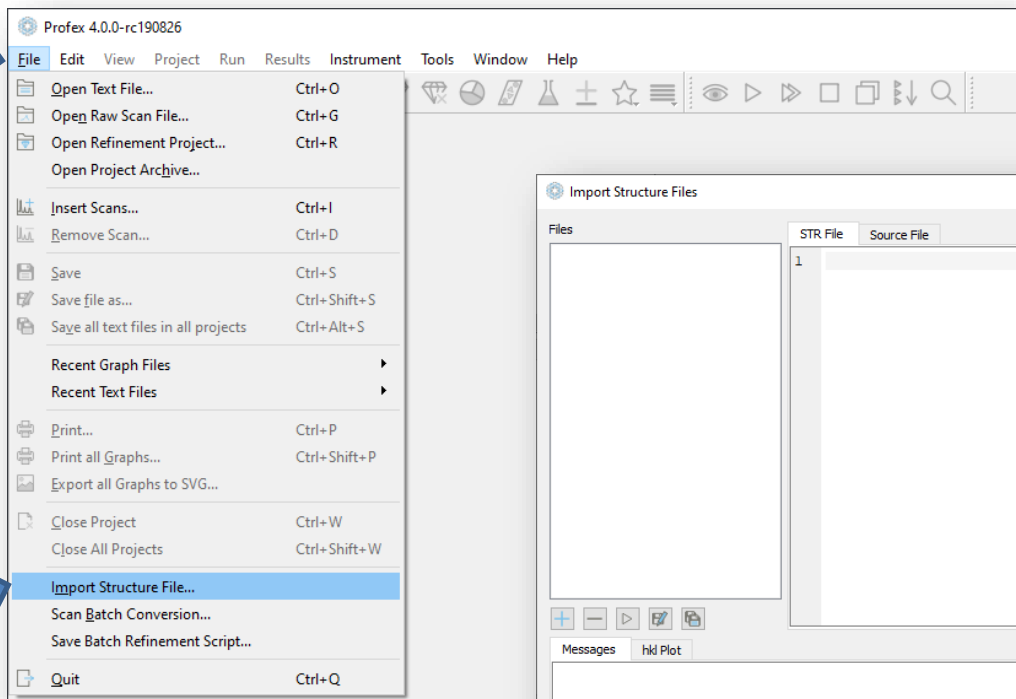 Profex 4.0.0-rc190826
File Edit View Project Run Results Instrument Tools Window Help
Open Text File... Ctrl+O
Open Raw Scan File... Ctrl+G
Open Refinement Project... Ctrl+R
Open Project Archive...
Insert Scans... Ctrl+I
Remove Scan... Ctrl+D
Save Ctrl+S
Save file as... Ctrl+Shift+S
Save all text files in all projects Ctrl+Alt+S
Recent Graph Files
Recent Text Files
Print... Ctrl+P
Print all Graphs... Ctrl+Shift+P
Export all Graphs to SVG...
Close Project Ctrl+W
Close All Projects Ctrl+Shift+W
Import Structure File...
Scan Batch Conversion...
Save Batch Refinement Script...
Quit Ctrl+Q
Import Structure Files
Files
STR File Source File
1
Messages hkl Plot